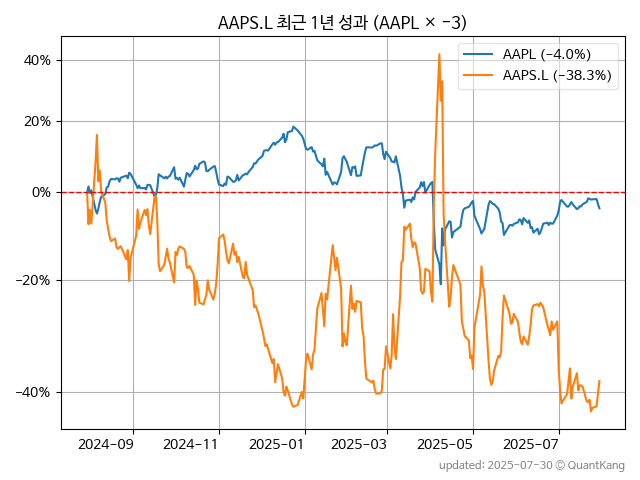 AAPS.L 최근 1년 성과 (AAPL × −3)
AAPL (−4.0%)
AAPS.L (−38.3%)
40%
20%
0%
−20%
−40%
2024−09
2024−11
2025−01
2025−03
2025−05
2025−07
updated: 2025-07-30 © QuantKang